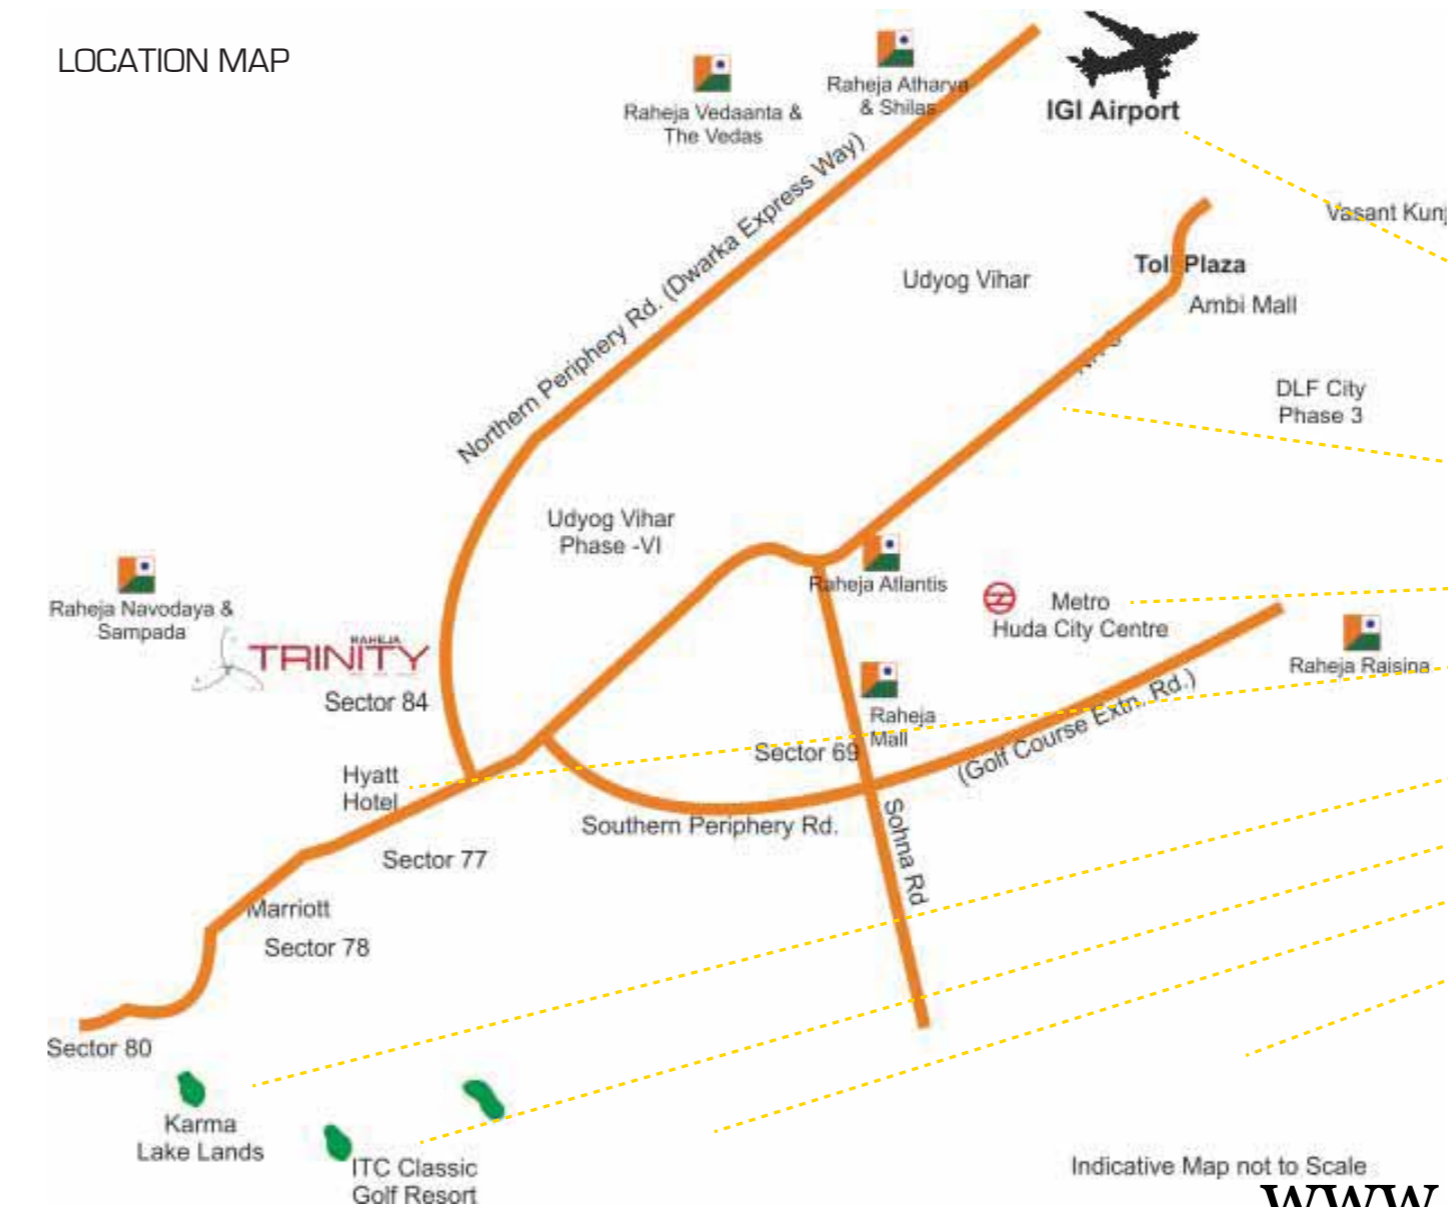 LOCATION MAP
Raheja Vedaanta &
The Vedas
Raheja Atharva
& Shilas
IGI Airport
Vasant Kunj
Northern Periphery Rd. (Dwarka Express Way)
Udyog Vihar
Toll Plaza
Ambi Mall
DLF City
Phase 3
Udyog Vihar
Phase -VI
Raheja Atlantis
Metro
Huda City Centre
Raheja Navodaya &
Sampada
RAHEJA
TRINITY
Sector 84
Raheja Raisina
Raheja
Mall
Sector 69
(Golf Course Extn. Rd.)
Hyatt
Hotel
Southern Periphery Rd.
Sohna Rd
Sector 77
Marriott
Sector 78
Sector 80
Karma
Lake Lands
ITC Classic
Golf Resort
Indicative Map not to Scale
www